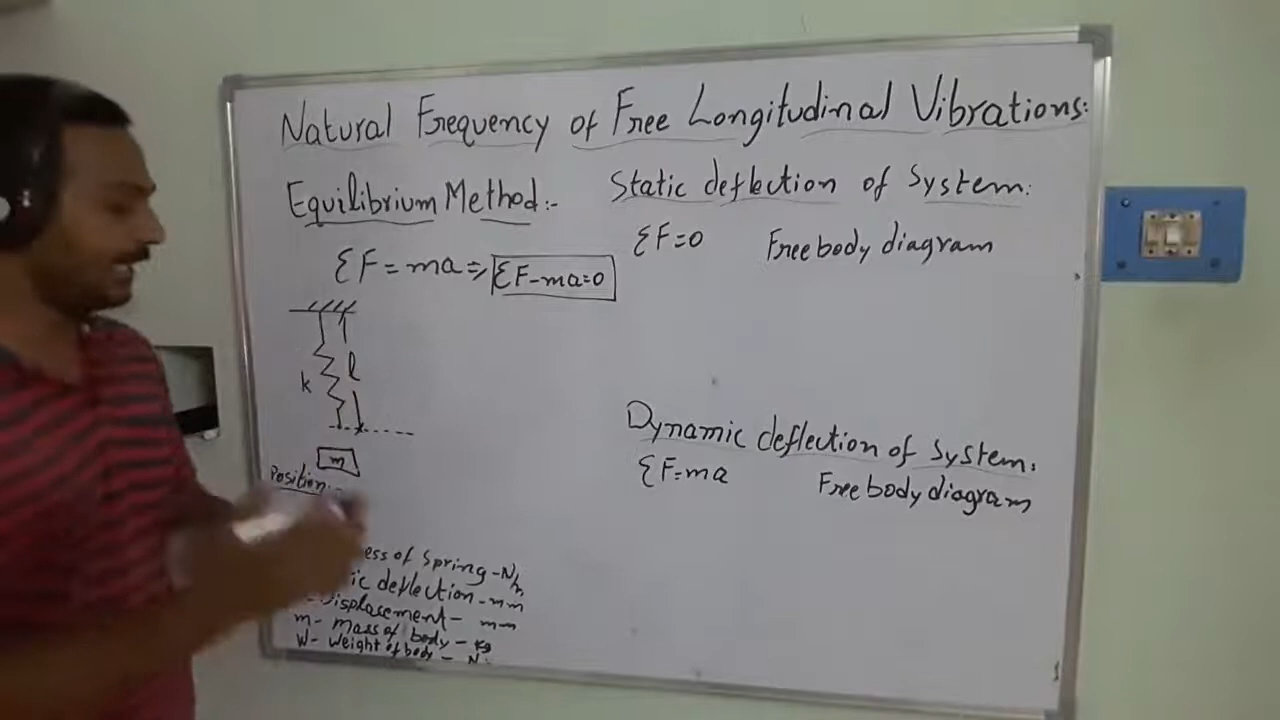 Natural Frequency of Free Longitudinal Vibrations:
Equilibrium Method:-
ΣF=ma⇒ ΣF-ma=0
k
l
m
Position:-
of Spring-N/m
deflection-mm
Displacement- mm
m- mass of body- kg
W- Weight of body- N.
Static deflection of System:
ΣF=0 Free body diagram
Dynamic deflection of System:
ΣF=ma Free body diagram